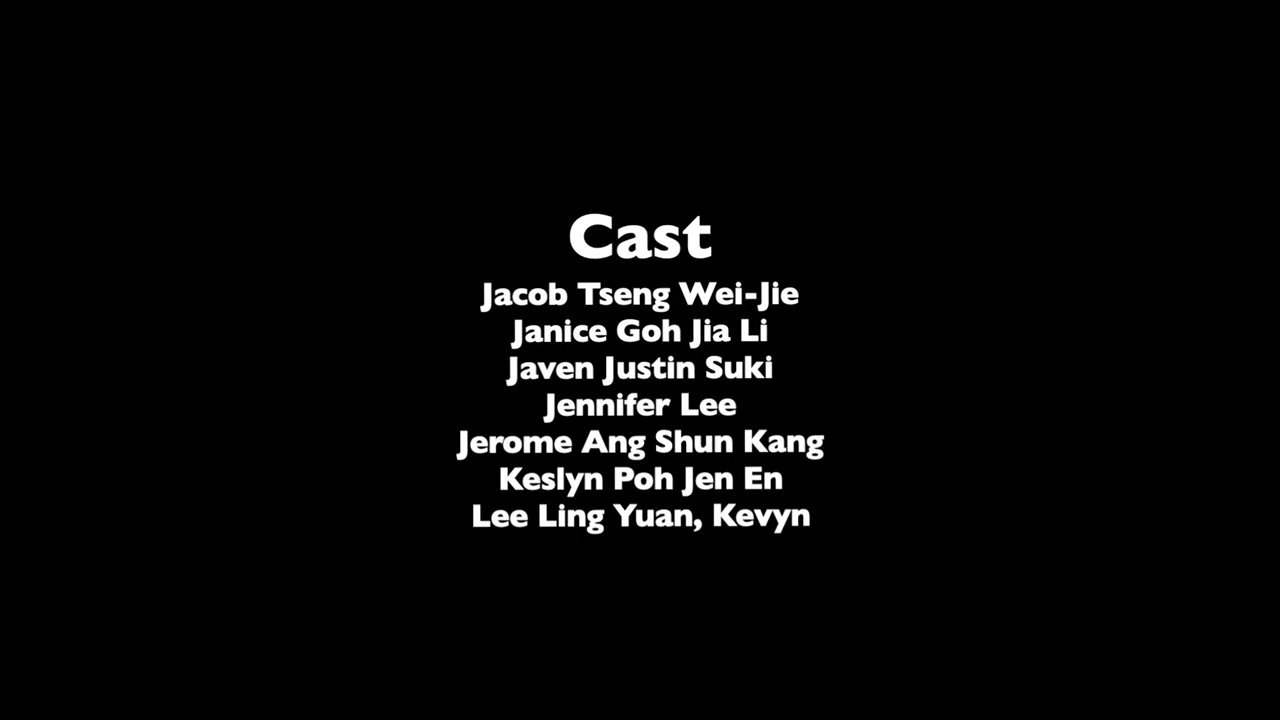 Cast
Jacob Tseng Wei-Jie
Janice Goh Jia Li
Javen Justin Suki
Jennifer Lee
Jerome Ang Shun Kang
Keslyn Poh Jen En
Lee Ling Yuan, Kevyn